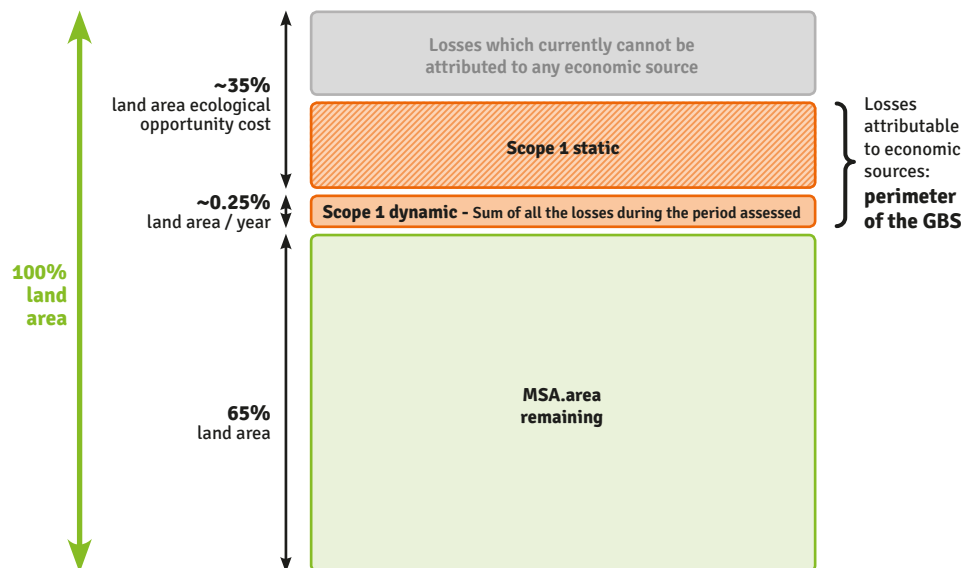 Losses which currently cannot be
attributed to any economic source
~35%
land area ecological
opportunity cost
Scope 1 static
Losses
attributable
to economic
sources:
perimeter
of the GBS
~0.25%
land area / year
Scope 1 dynamic - Sum of all the losses during the period assessed
100%
land
area
65%
land area
MSA.area
remaining